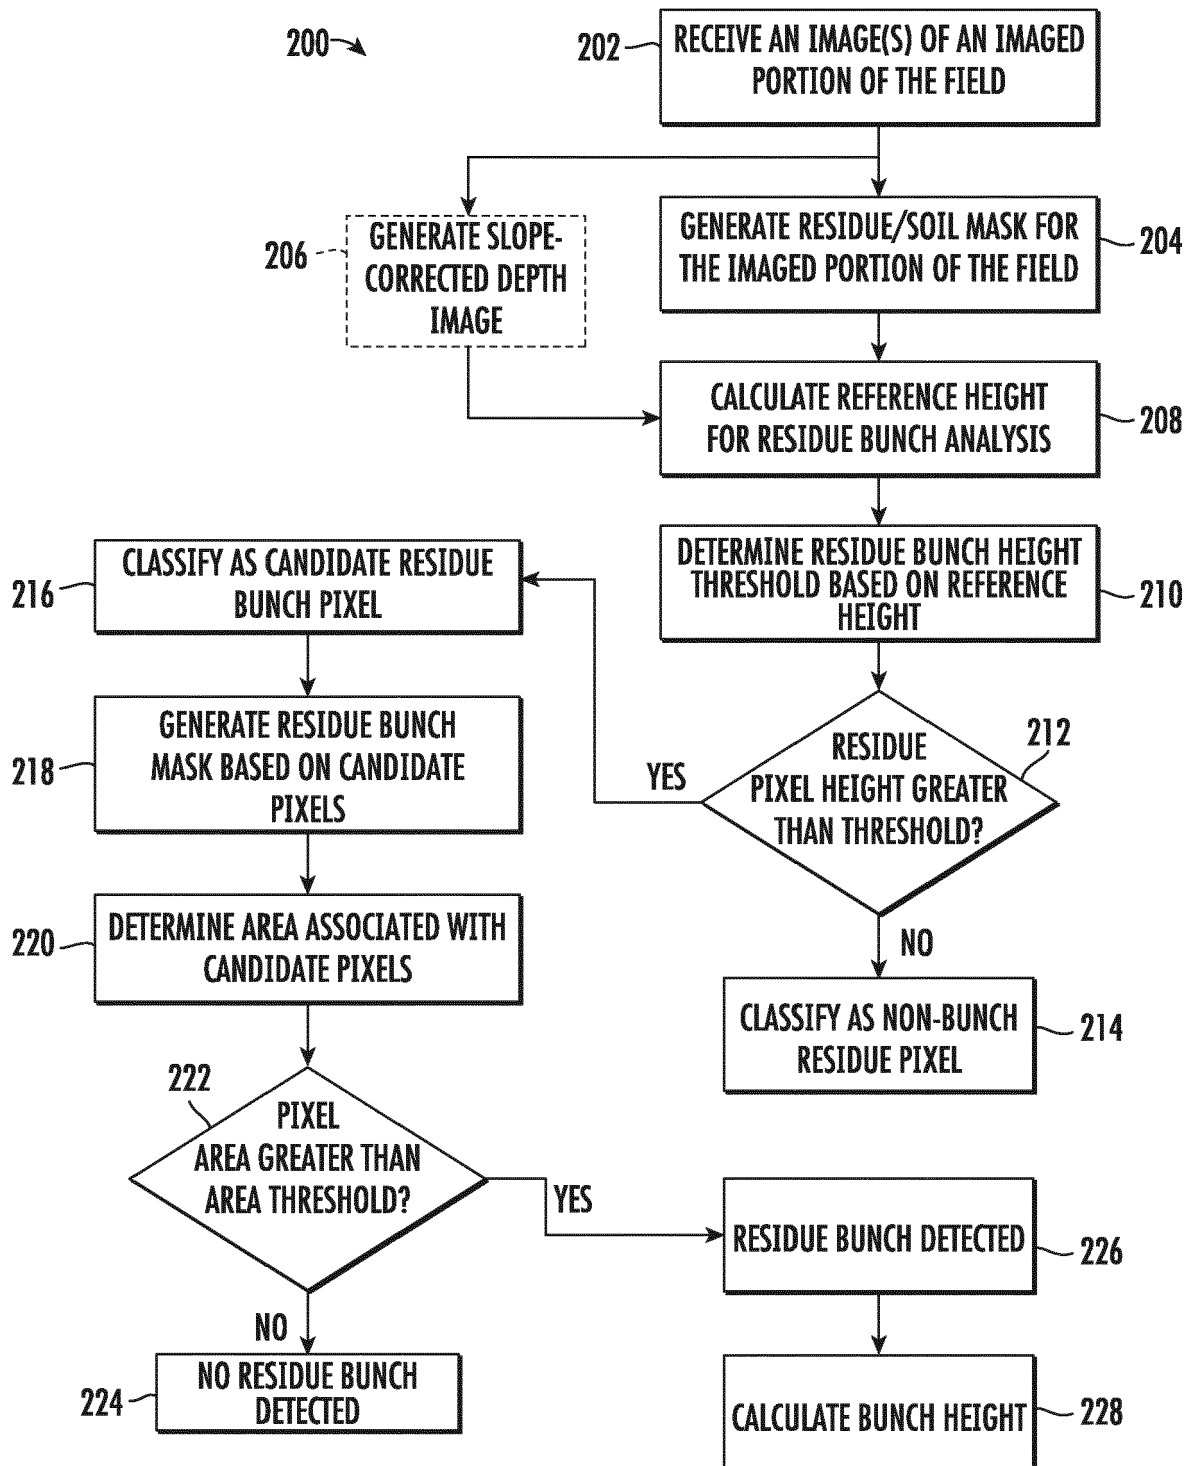 200
202
RECEIVE AN IMAGE(S) OF AN IMAGED
PORTION OF THE FIELD
206
GENERATE SLOPE-
CORRECTED DEPTH
IMAGE
GENERATE RESIDUE/SOIL MASK FOR
THE IMAGED PORTION OF THE FIELD
204
CALCULATE REFERENCE HEIGHT
FOR RESIDUE BUNCH ANALYSIS
208
DETERMINE RESIDUE BUNCH HEIGHT
THRESHOLD BASED ON REFERENCE
HEIGHT
210
RESIDUE
PIXEL HEIGHT GREATER
THAN THRESHOLD?
212
YES
NO
CLASSIFY AS NON-BUNCH
RESIDUE PIXEL
214
216
CLASSIFY AS CANDIDATE RESIDUE
BUNCH PIXEL
218
GENERATE RESIDUE BUNCH
MASK BASED ON CANDIDATE
PIXELS
220
DETERMINE AREA ASSOCIATED WITH
CANDIDATE PIXELS
222
PIXEL
AREA GREATER THAN
AREA THRESHOLD?
YES
NO
224
NO RESIDUE BUNCH
DETECTED
RESIDUE BUNCH DETECTED
226
CALCULATE BUNCH HEIGHT
228